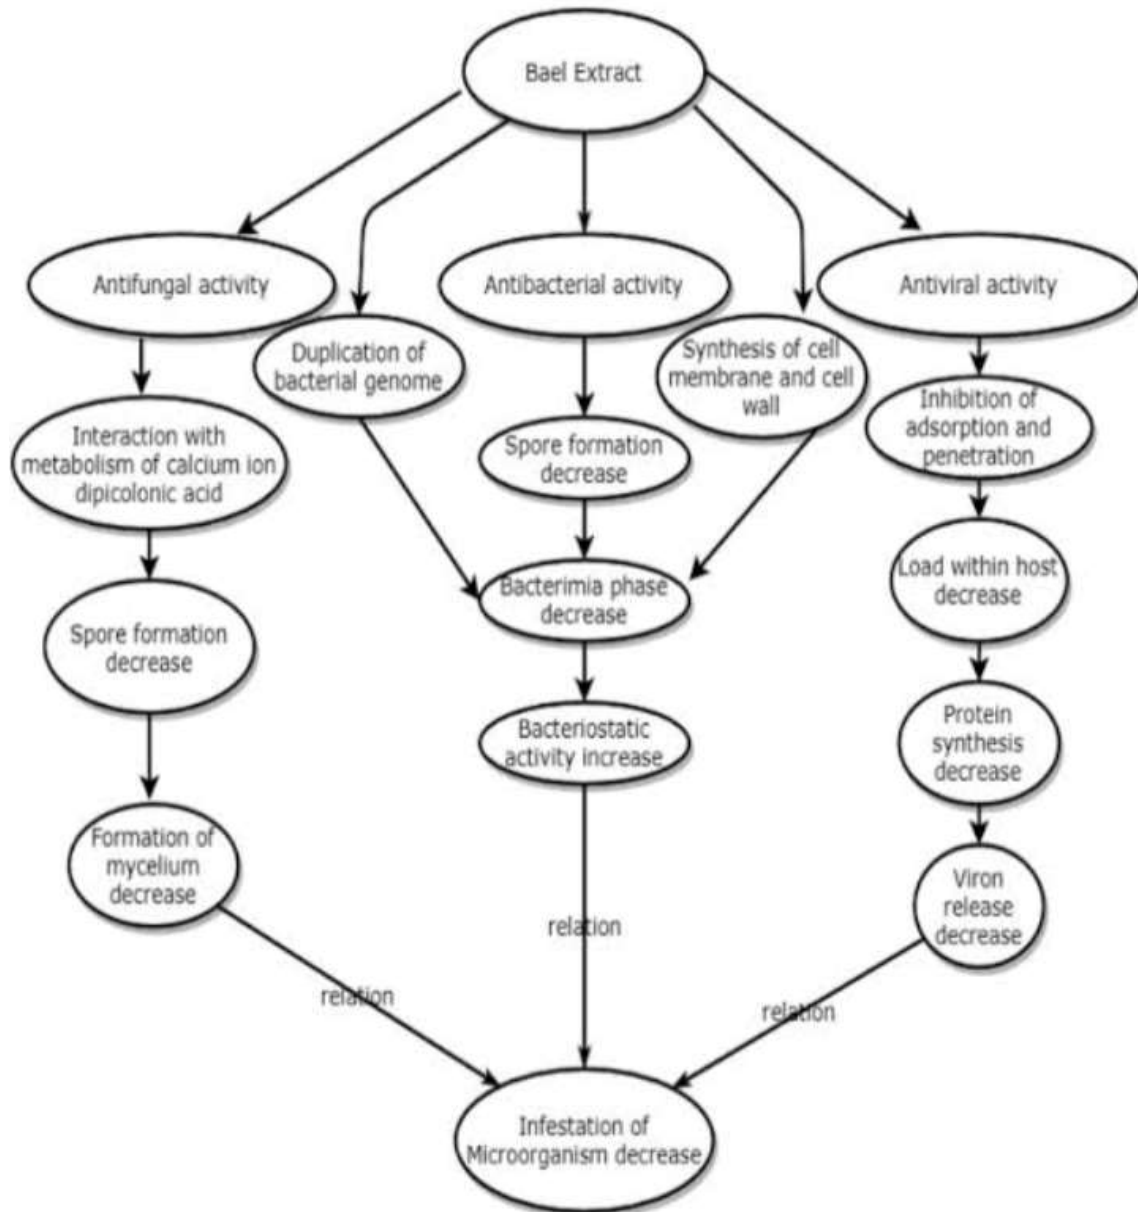 Bael Extract
Antifungal activity
Antibacterial activity
Antiviral activity
Duplication of
bacterial genome
Synthesis of cell
membrane and cell
wall
Interaction with
metabolism of calcium ion
dipicolonic acid
Spore formation
decrease
Inhibition of
adsorption and
penetration
Bacterimia phase
decrease
Load within host
decrease
Spore formation
decrease
Bacteriostatic
activity increase
Protein
synthesis
decrease
Formation of
mycelium
decrease
Viron
release
decrease
relation
relation
relation
Infestation of
Microorganism decrease